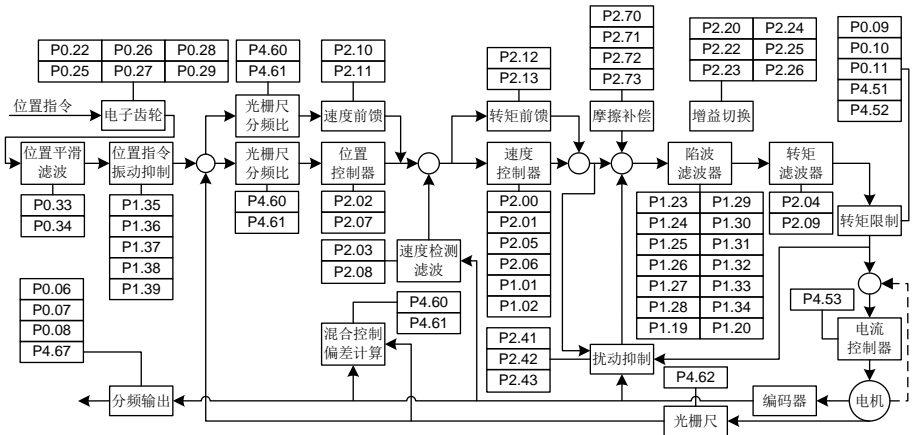 P0.22 P0.26 P0.28
P0.25 P0.27 P0.29
P4.60
P4.61
P2.10
P2.11
P2.12
P2.13
P2.70
P2.71
P2.72
P2.73
P2.20 P2.24
P2.22 P2.25
P2.23 P2.26
P0.09
P0.10
P0.11
P4.51
P4.52
位置指令
电子齿轮
光栅尺
分频比
速度前馈
转矩前馈
摩擦补偿
增益切换
位置平滑
滤波
位置指令
振动抑制
光栅尺
分频比
位置
控制器
速度
控制器
陷波
滤波器
转矩
滤波器
转矩限制
P0.33
P0.34
P1.35
P1.36
P1.37
P1.38
P1.39
P4.60
P4.61
P2.02
P2.07
P2.03
P2.08
速度检测
滤波
P2.00
P2.01
P2.05
P2.06
P1.01
P1.02
P1.23 P1.29
P1.24 P1.30
P1.25 P1.31
P1.26 P1.32
P1.27 P1.33
P1.28 P1.34
P1.19 P1.20
P2.04
P2.09
P0.06
P0.07
P0.08
P4.67
P4.60
P4.61
混合控制
偏差计算
P2.41
P2.42
P2.43
扰动抑制
P4.53
电流
控制器
分频输出
P4.62
光栅尺
编码器
电机